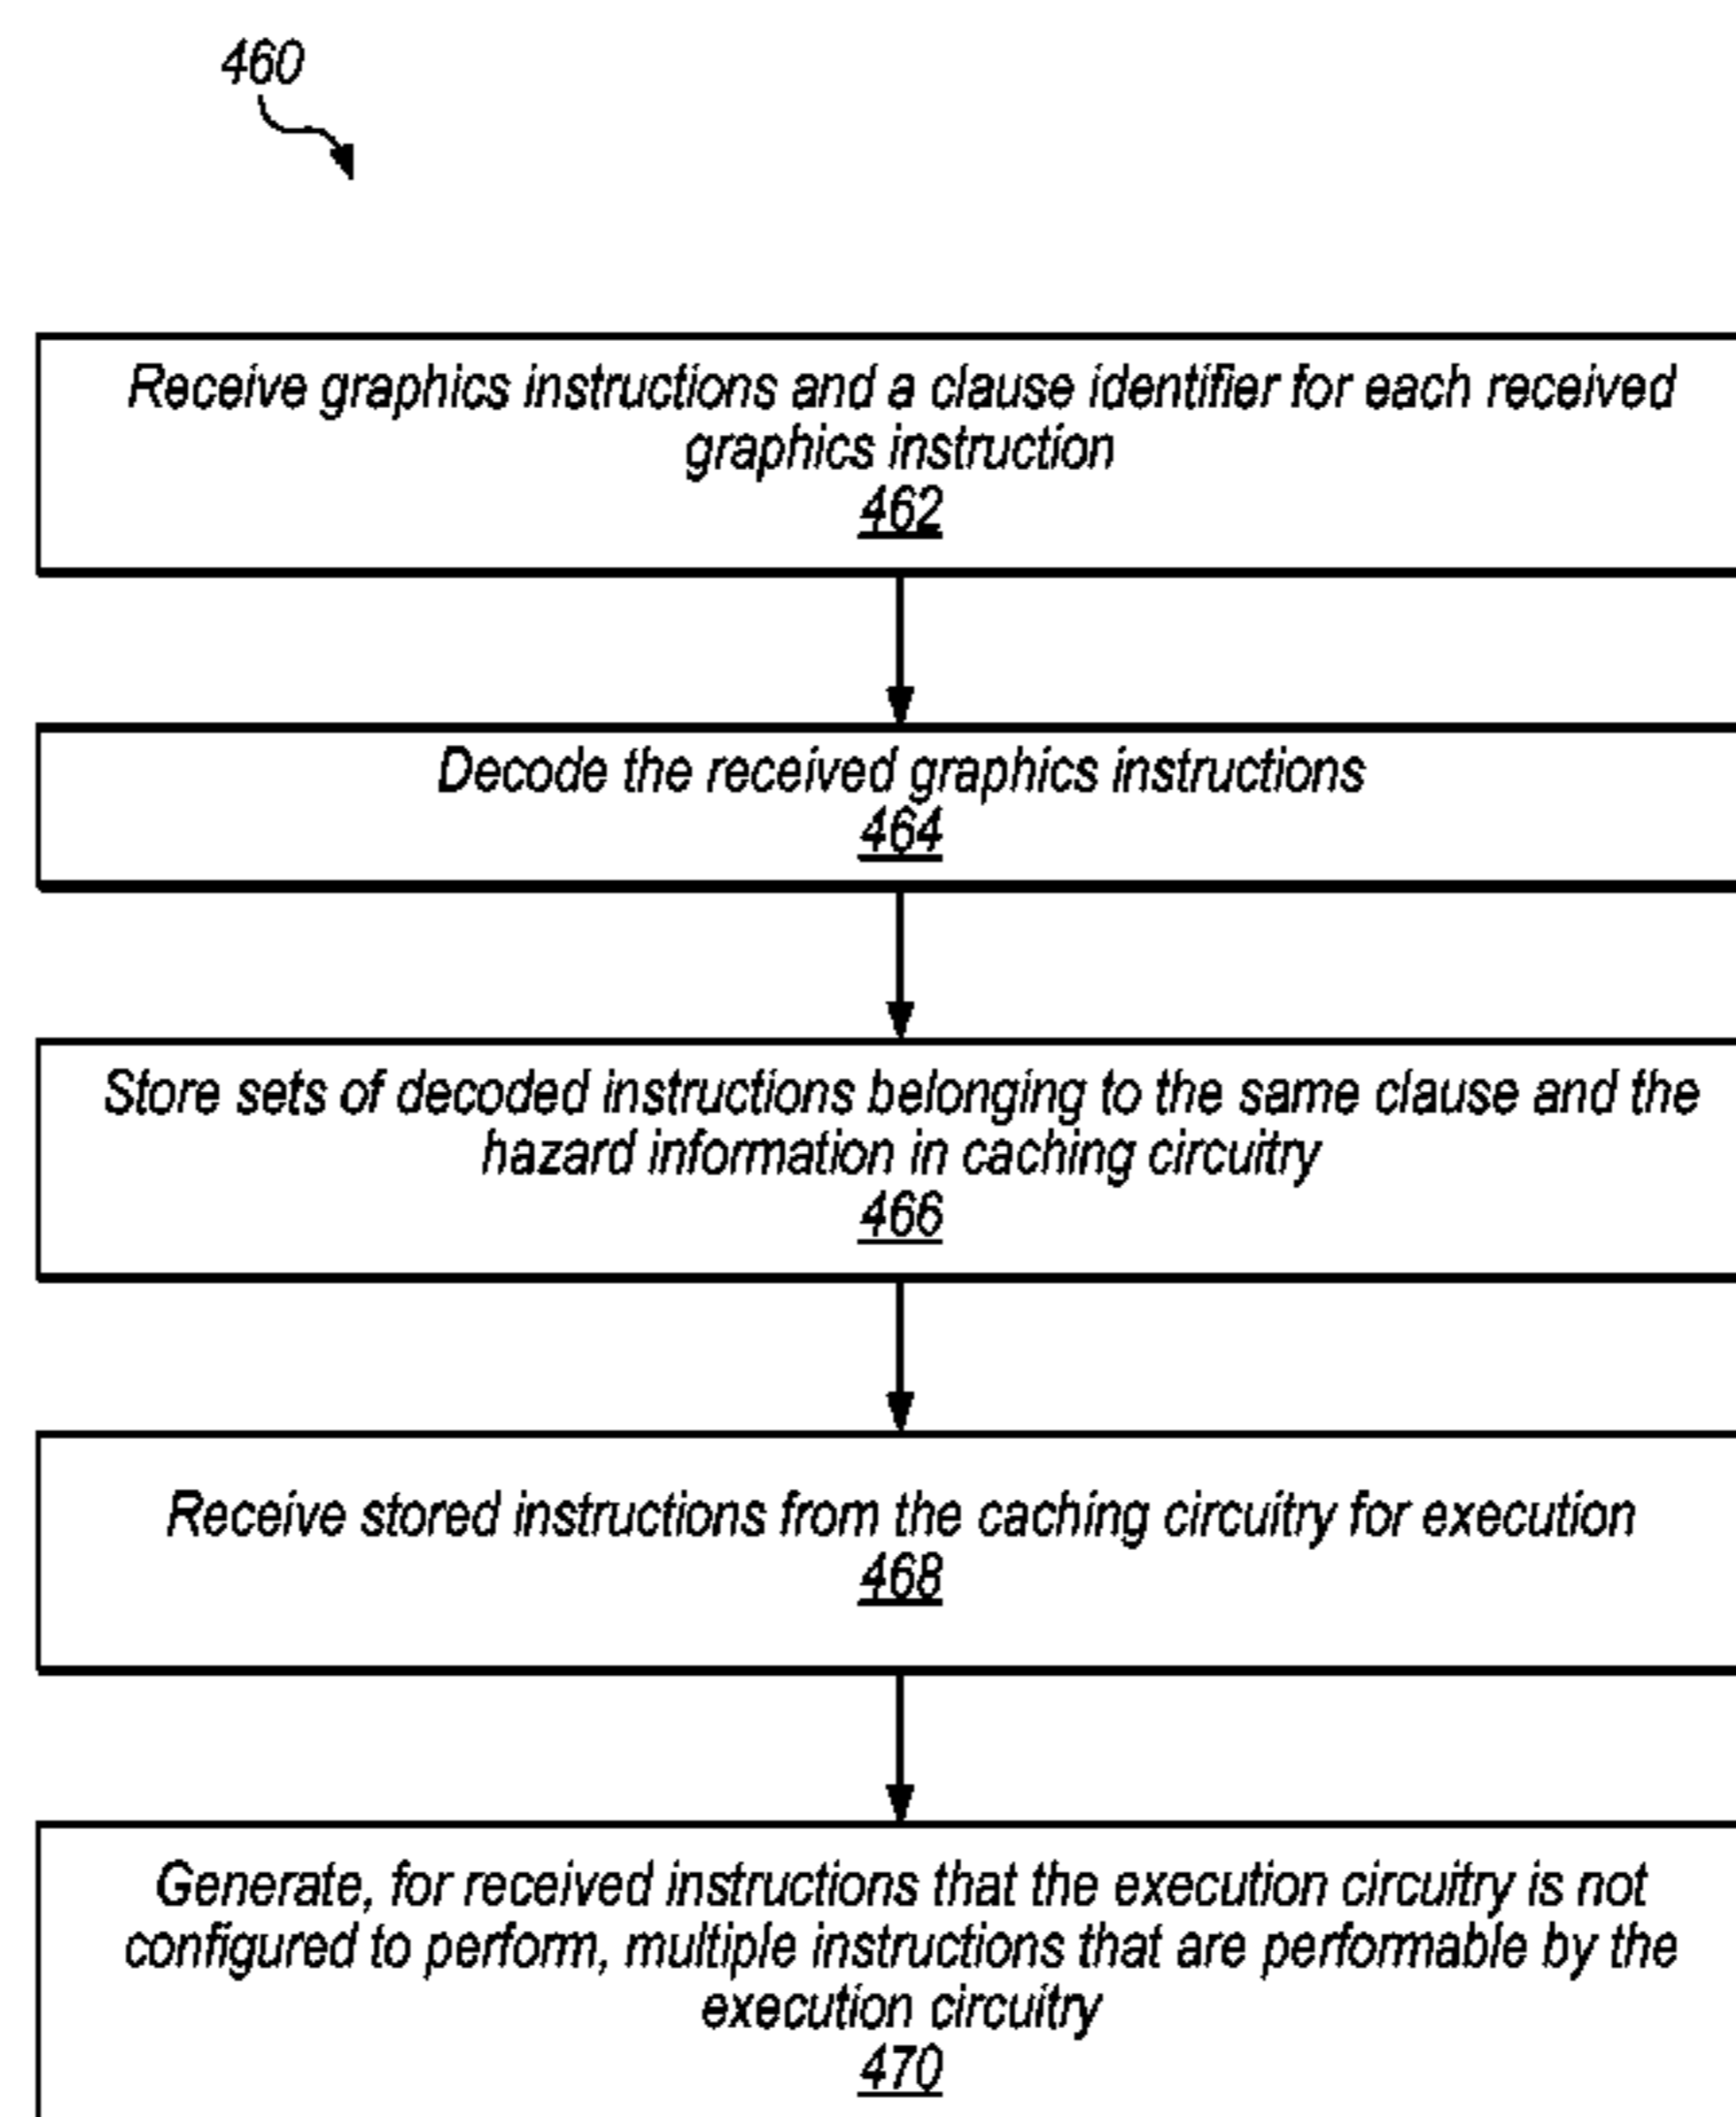 460
Receive graphics instructions and a clause identifier for each received
graphics instruction
462
Decode the received graphics instructions
464
Store sets of decoded instructions belonging to the same clause and the
hazard information in caching circuitry
466
Receive stored instructions from the caching circuitry for execution
468
Generate, for received instructions that the execution circuitry is not
configured to perform, multiple instructions that are performable by the
execution circuitry
470